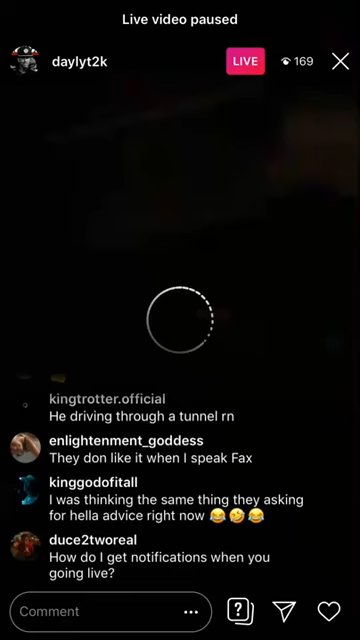 Live video paused
daylyt2k
LIVE
169
kingtrotter.official
He driving through a tunnel rn
enlightenment_goddess
They don like it when I speak Fax
kinggodofitall
I was thinking the same thing they asking
for hella advice right now 😂🤣😂
duce2tworeal
How do I get notifications when you
going live?
Comment